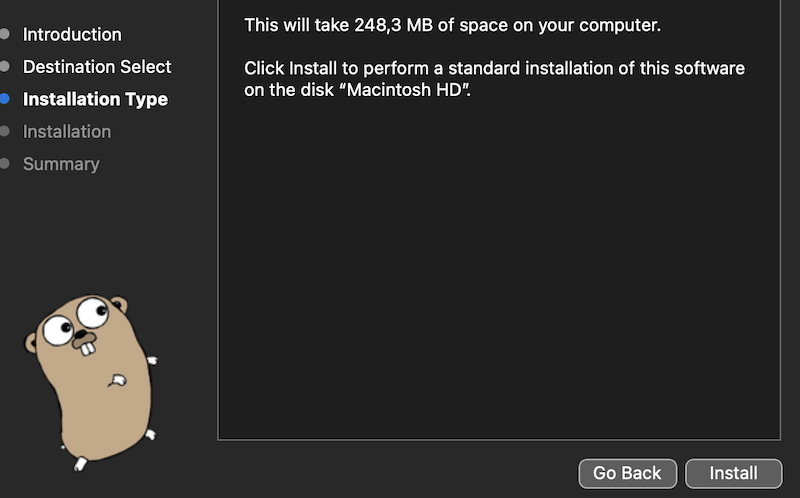 Introduction
Destination Select
Installation Type
Installation
Summary
This will take 248,3 MB of space on your computer.
Click Install to perform a standard installation of this software
on the disk “Macintosh HD”.
Go Back
Install